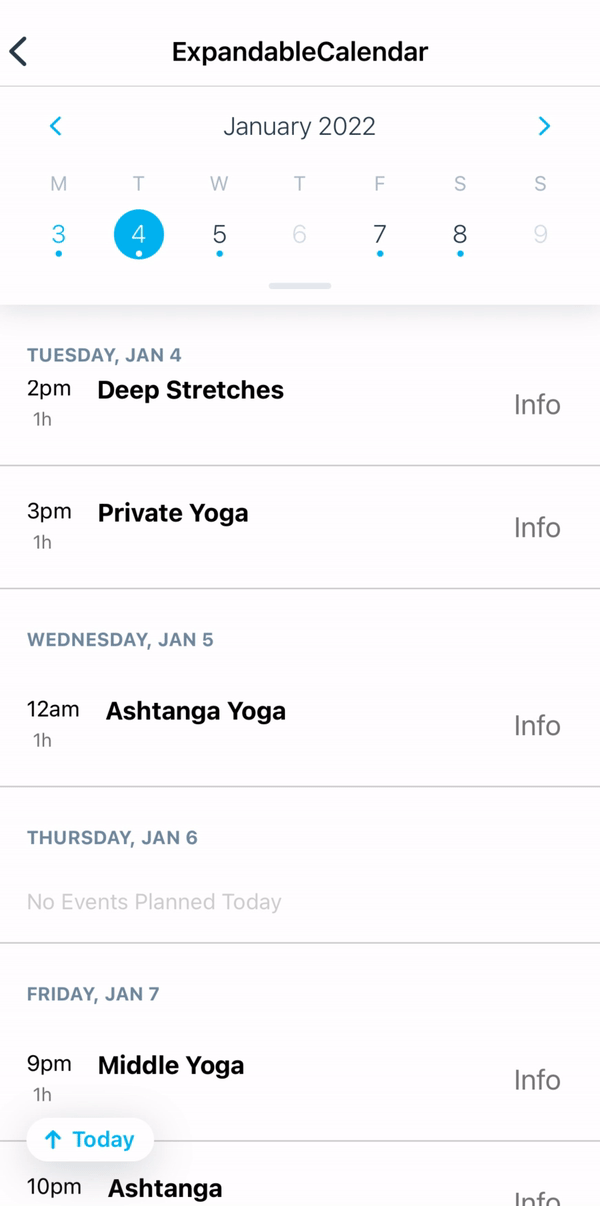 ExpandableCalendar
January 2022
M T W T F S S
3 4 5 6 7 8 9
TUESDAY, JAN 4
2pm Deep Stretches
1h
Info
3pm Private Yoga
1h
Info
WEDNESDAY, JAN 5
12am Ashtanga Yoga
1h
Info
THURSDAY, JAN 6
No Events Planned Today
FRIDAY, JAN 7
9pm Middle Yoga
1h
Info
Today
10pm Ashtanga
Info